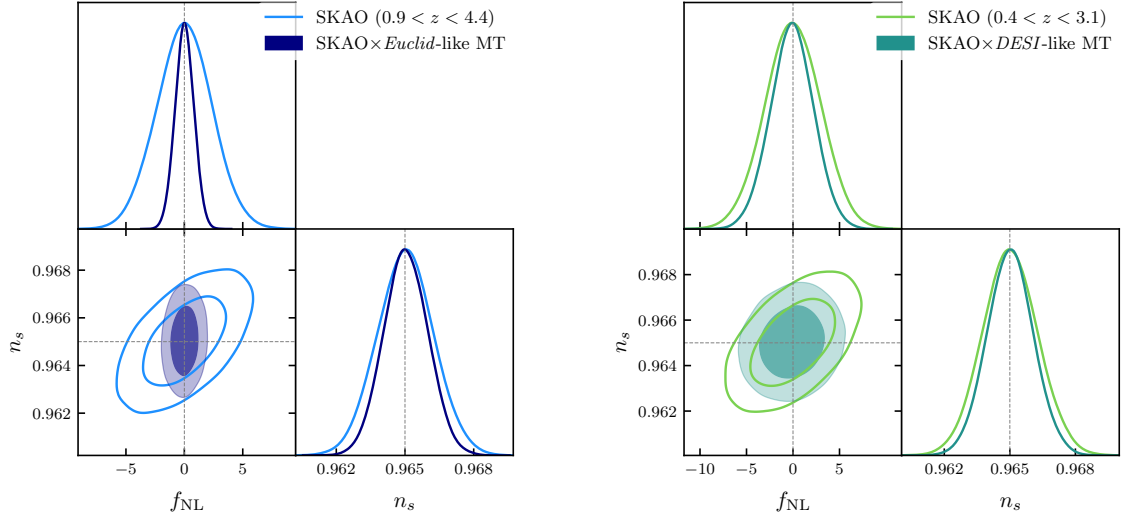 SKAO (0.9 < z < 4.4)
SKAO×Euclid-like MT
0.968
0.966
0.964
0.962
n_s
−5 0 5
0.962 0.965 0.968
f_NL
n_s
SKAO (0.4 < z < 3.1)
SKAO×DESI-like MT
0.968
0.966
0.964
0.962
n_s
−10 −5 0 5
0.962 0.965 0.968
f_NL
n_s